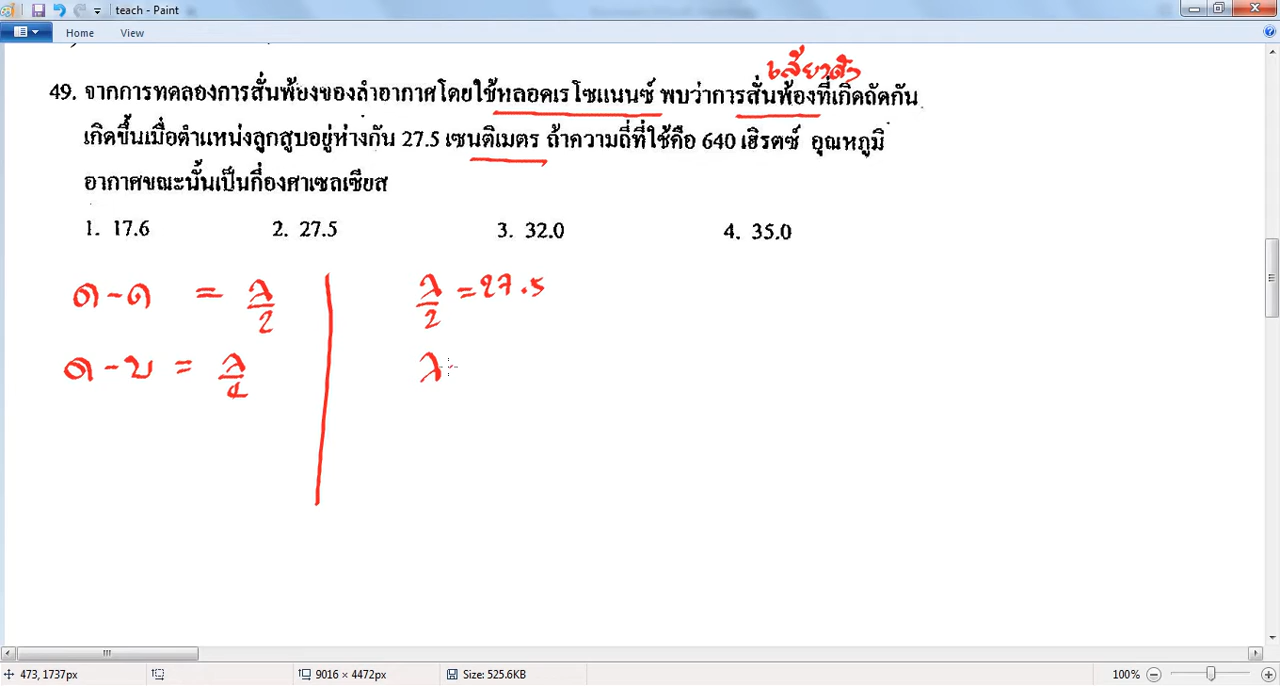 teach - Paint
Home View
เสียงดัง
49. จากการทดลองการสั่นพ้องของลำอากาศโดยใช้หลอดเรโซแนนซ์ พบว่าการสั่นพ้องที่เกิดถัดกัน
เกิดขึ้นเมื่อตำแหน่งลูกสูบอยู่ห่างกัน 27.5 เซนติเมตร ถ้าความถี่ที่ใช้คือ 640 เฮิรตซ์ อุณหภูมิ
อากาศขณะนั้นเป็นกี่องศาเซลเซียส
1. 17.6 2. 27.5 3. 32.0 4. 35.0
ด - ด = λ/2 λ/2 = 27.5
ด - บ = λ/4 λ
473, 1737px 9016 × 4472px Size: 525.6KB 100%